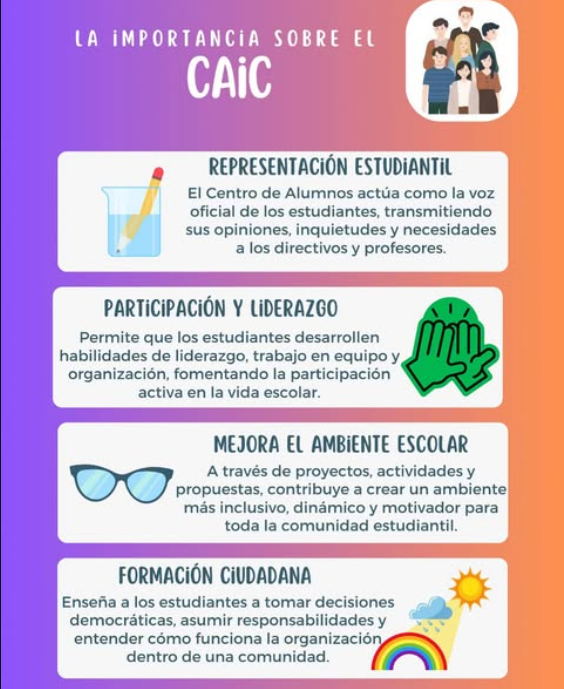 LA IMPORTANCIA SOBRE EL
CAIC
REPRESENTACIÓN ESTUDIANTIL
El Centro de Alumnos actúa como la voz
oficial de los estudiantes, transmitiendo
sus opiniones, inquietudes y necesidades
a los directivos y profesores.
PARTICIPACIÓN Y LIDERAZGO
Permite que los estudiantes desarrollen
habilidades de liderazgo, trabajo en equipo y
organización, fomentando la participación
activa en la vida escolar.
MEJORA EL AMBIENTE ESCOLAR
A través de proyectos, actividades y
propuestas, contribuye a crear un ambiente
más inclusivo, dinámico y motivador para
toda la comunidad estudiantil.
FORMACIÓN CIUDADANA
Enseña a los estudiantes a tomar decisiones
democráticas, asumir responsabilidades y
entender cómo funciona la organización
dentro de una comunidad.